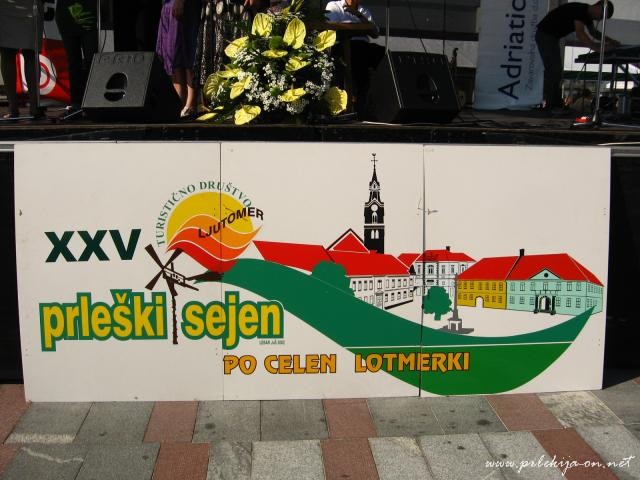 Adriatic
XXV
TURISTIČNO DRUŠTVO
LJUTOMER
prleški sejen
PO CELEN LOTMERKI
www.prlekija-on.net